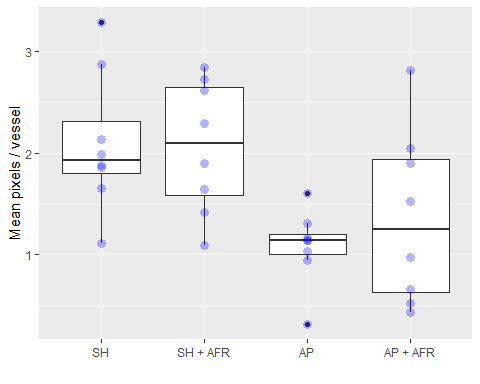 Mean pixels / vessel
3
2
1
SH
SH + AFR
AP
AP + AFR